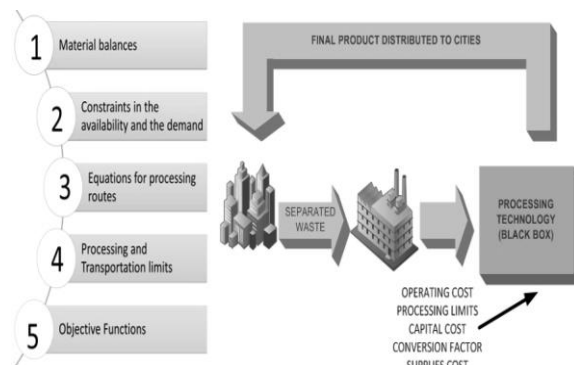 1
Material balances
2
Constraints in the
availability and the demand
3
Equations for processing
routes
4
Processing and
Transportation limits
5
Objective Functions
FINAL PRODUCT DISTRIBUTED TO CITIES
SEPARATED
WASTE
PROCESSING
TECHNOLOGY
(BLACK BOX)
OPERATING COST
PROCESSING LIMITS
CAPITAL COST
CONVERSION FACTOR
SUPPLIES COST